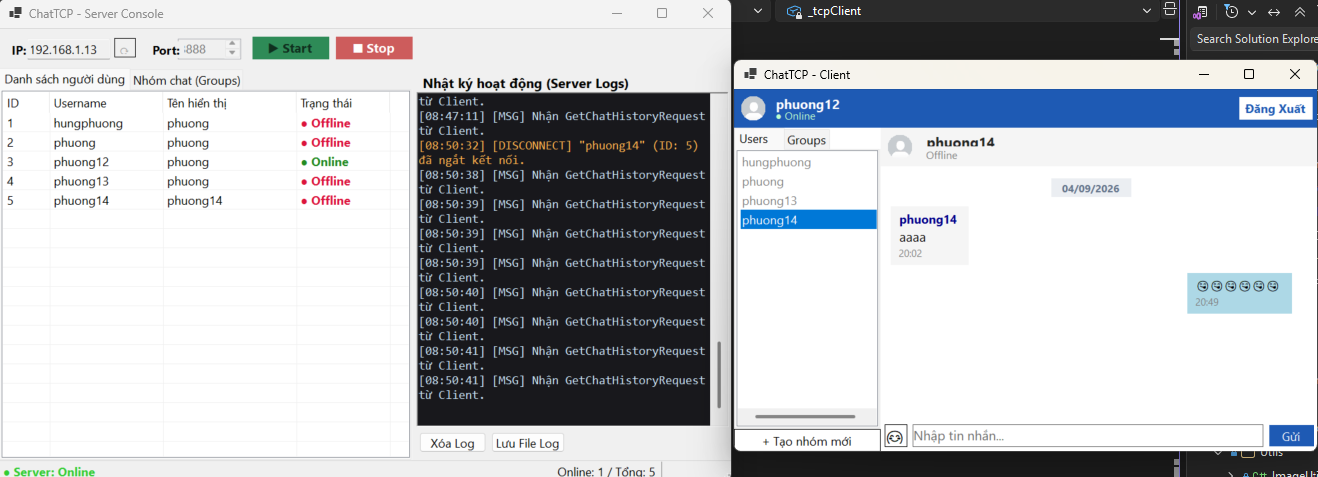 ChatTCP - Server Console
IP: 192.168.1.13
Port: 8888
▶ Start
■ Stop
Danh sách người dùng
Nhóm chat (Groups)
ID Username Tên hiển thị Trạng thái
1 hungphuong phuong ● Offline
2 phuong phuong ● Offline
3 phuong12 phuong ● Online
4 phuong13 phuong ● Offline
5 phuong14 phuong14 ● Offline
Nhật ký hoạt động (Server Logs)
từ Client.
[08:47:11] [MSG] Nhận GetChatHistoryRequest
từ Client.
[08:50:32] [DISCONNECT] "phuong14" (ID: 5)
đã ngắt kết nối.
[08:50:38] [MSG] Nhận GetChatHistoryRequest
từ Client.
[08:50:39] [MSG] Nhận GetChatHistoryRequest
từ Client.
[08:50:39] [MSG] Nhận GetChatHistoryRequest
từ Client.
[08:50:39] [MSG] Nhận GetChatHistoryRequest
từ Client.
[08:50:40] [MSG] Nhận GetChatHistoryRequest
từ Client.
[08:50:40] [MSG] Nhận GetChatHistoryRequest
từ Client.
[08:50:41] [MSG] Nhận GetChatHistoryRequest
từ Client.
[08:50:41] [MSG] Nhận GetChatHistoryRequest
từ Client.
Xóa Log
Lưu File Log
● Server: Online
Online: 1 / Tổng: 5
_tcpClient
Search Solution Explore
ChatTCP - Client
phuong12
● Online
Đăng Xuất
Users
Groups
hungphuong
phuong
phuong13
phuong14
+ Tạo nhóm mới
phuong14
Offline
04/09/2026
phuong14
aaaa
20:02
😘😘😘😘😘😘
20:49
Nhập tin nhắn...
Gửi
Utils
C#